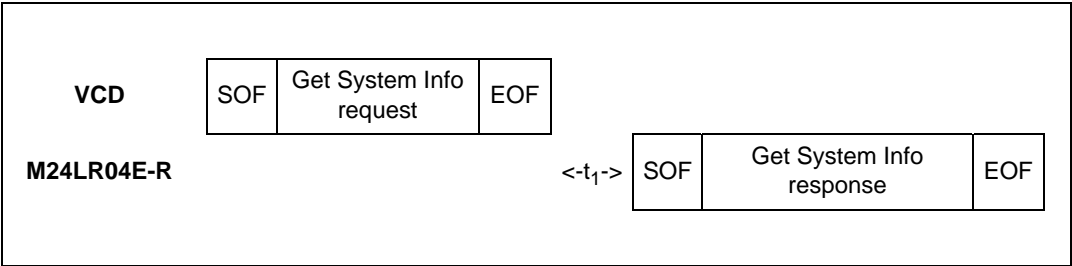 VCD
SOF
Get System Info
request
EOF
M24LR04E-R
<-t₁->
SOF
Get System Info
response
EOF